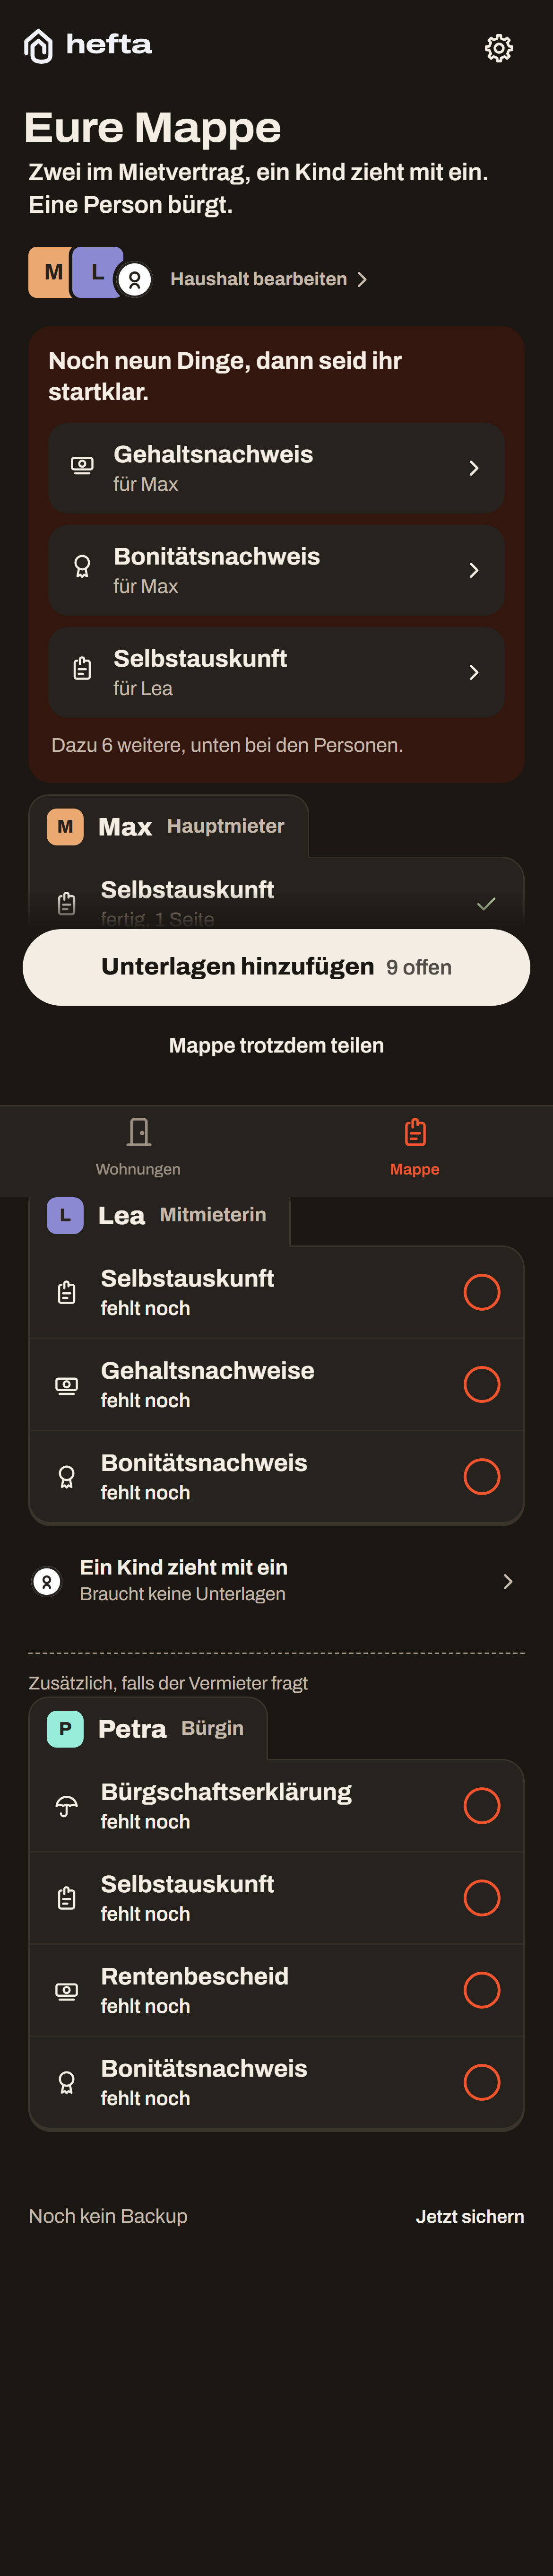 hefta
Eure Mappe
Zwei im Mietvertrag, ein Kind zieht mit ein.
Eine Person bürgt.
M L Haushalt bearbeiten
Noch neun Dinge, dann seid ihr
startklar.
Gehaltsnachweis
für Max
Bonitätsnachweis
für Max
Selbstauskunft
für Lea
Dazu 6 weitere, unten bei den Personen.
M Max Hauptmieter
Selbstauskunft
fertig, 1 Seite
Unterlagen hinzufügen 9 offen
Mappe trotzdem teilen
Wohnungen Mappe
L Lea Mitmieterin
Selbstauskunft
fehlt noch
Gehaltsnachweise
fehlt noch
Bonitätsnachweis
fehlt noch
Ein Kind zieht mit ein
Braucht keine Unterlagen
Zusätzlich, falls der Vermieter fragt
P Petra Bürgin
Bürgschaftserklärung
fehlt noch
Selbstauskunft
fehlt noch
Rentenbescheid
fehlt noch
Bonitätsnachweis
fehlt noch
Noch kein Backup Jetzt sichern